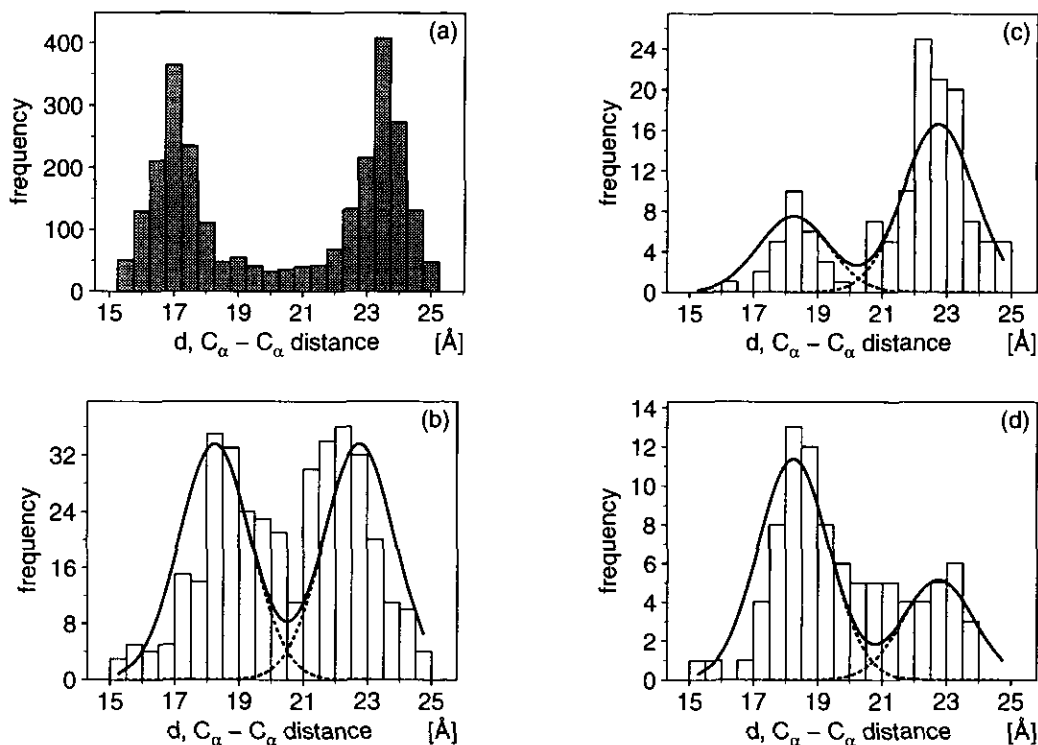 (a)
frequency
400
300
200
100
0
15 17 19 21 23 25
d, Cα – Cα distance [Å]
(c)
frequency
24
20
16
12
8
4
0
15 17 19 21 23 25
d, Cα – Cα distance [Å]
(b)
frequency
32
24
16
8
0
15 17 19 21 23 25
d, Cα – Cα distance [Å]
(d)
frequency
14
12
10
8
6
4
2
0
15 17 19 21 23 25
d, Cα – Cα distance [Å]